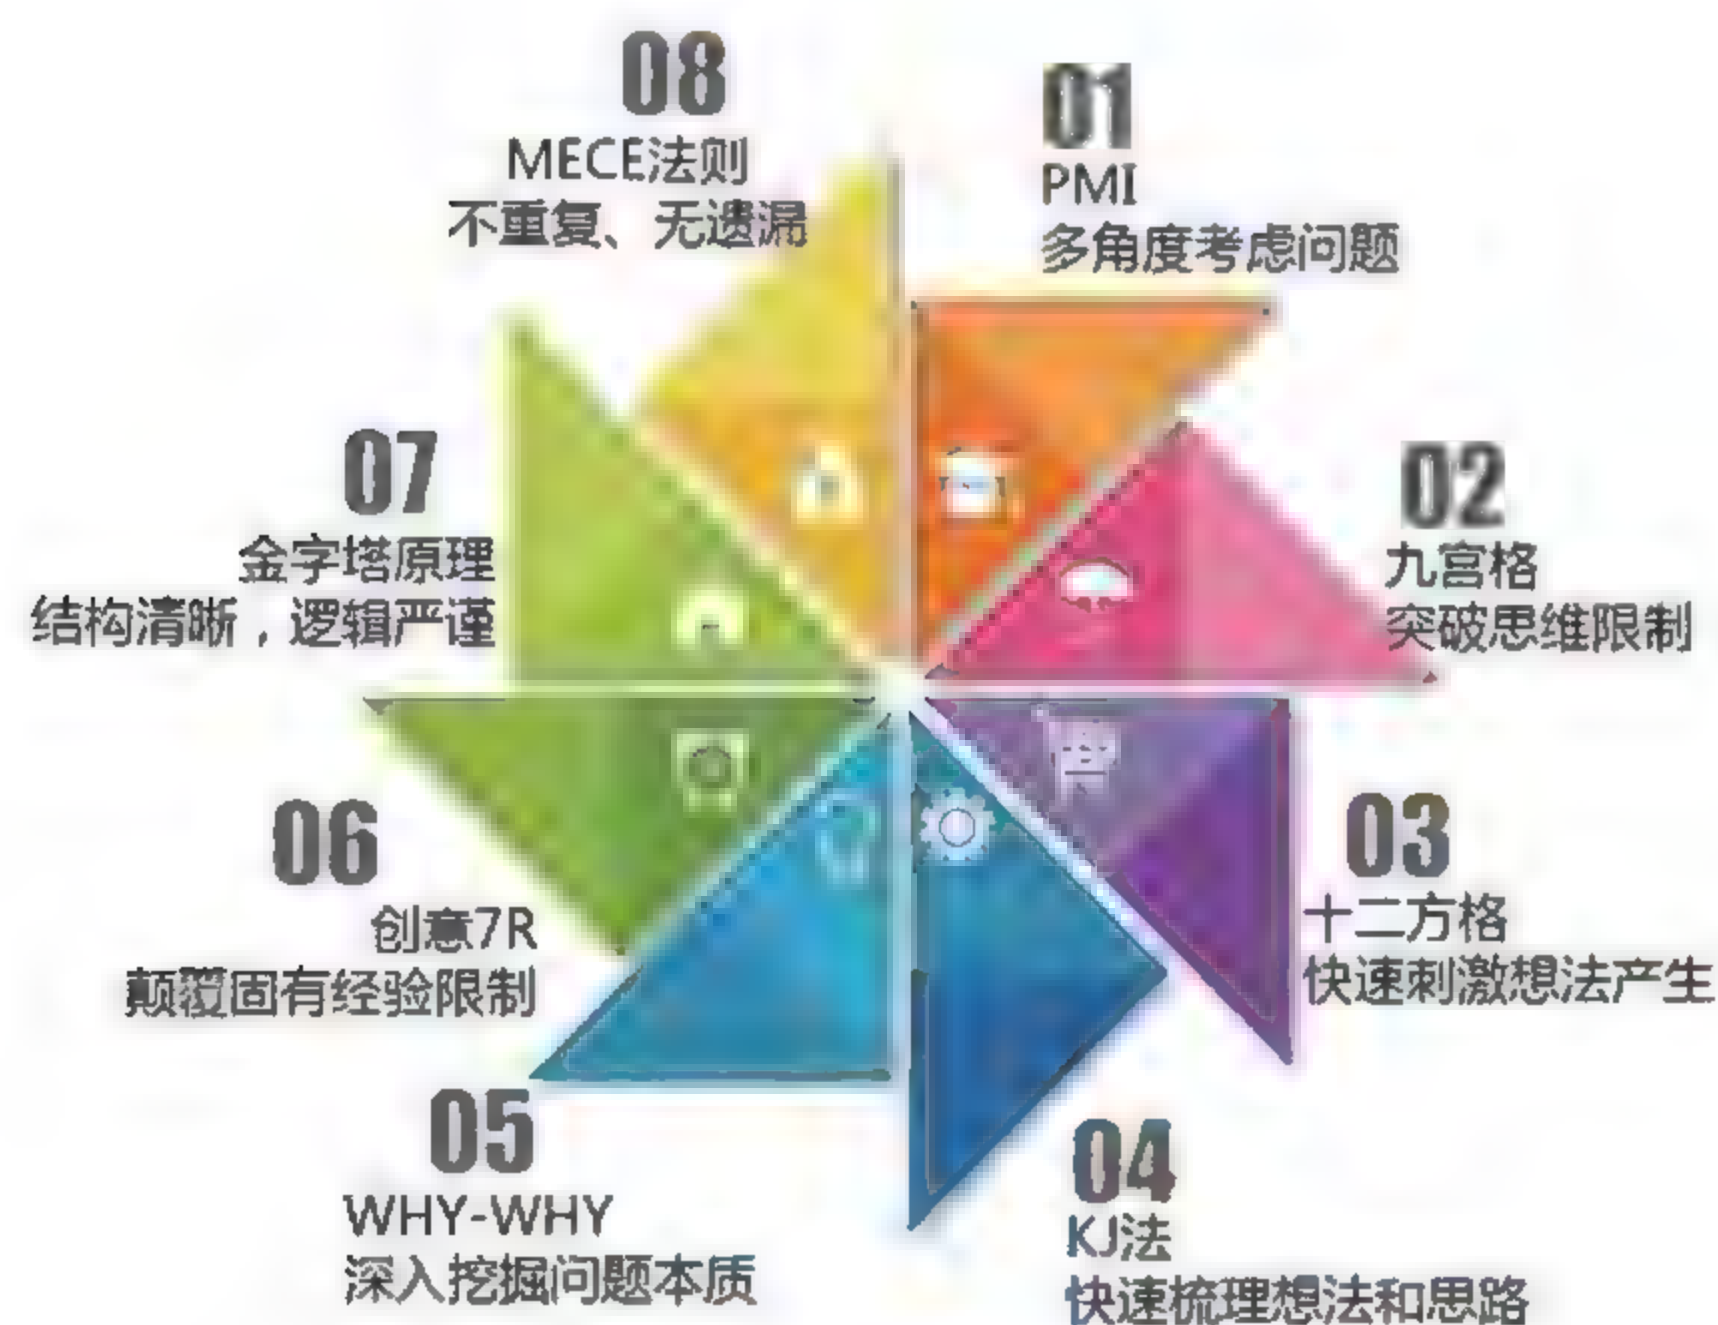 08
MECE法则
不重复、无遗漏
01
PMI
多角度考虑问题
02
九宫格
突破思维限制
03
十二方格
快速刺激想法产生
04
KJ法
快速梳理想法和思路
05
WHY-WHY
深入挖掘问题本质
06
创意7R
颠覆固有经验限制
07
金字塔原理
结构清晰，逻辑严谨